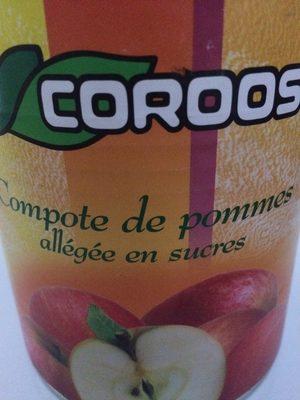 COROOS
Compote de pommes
allégée en sucres